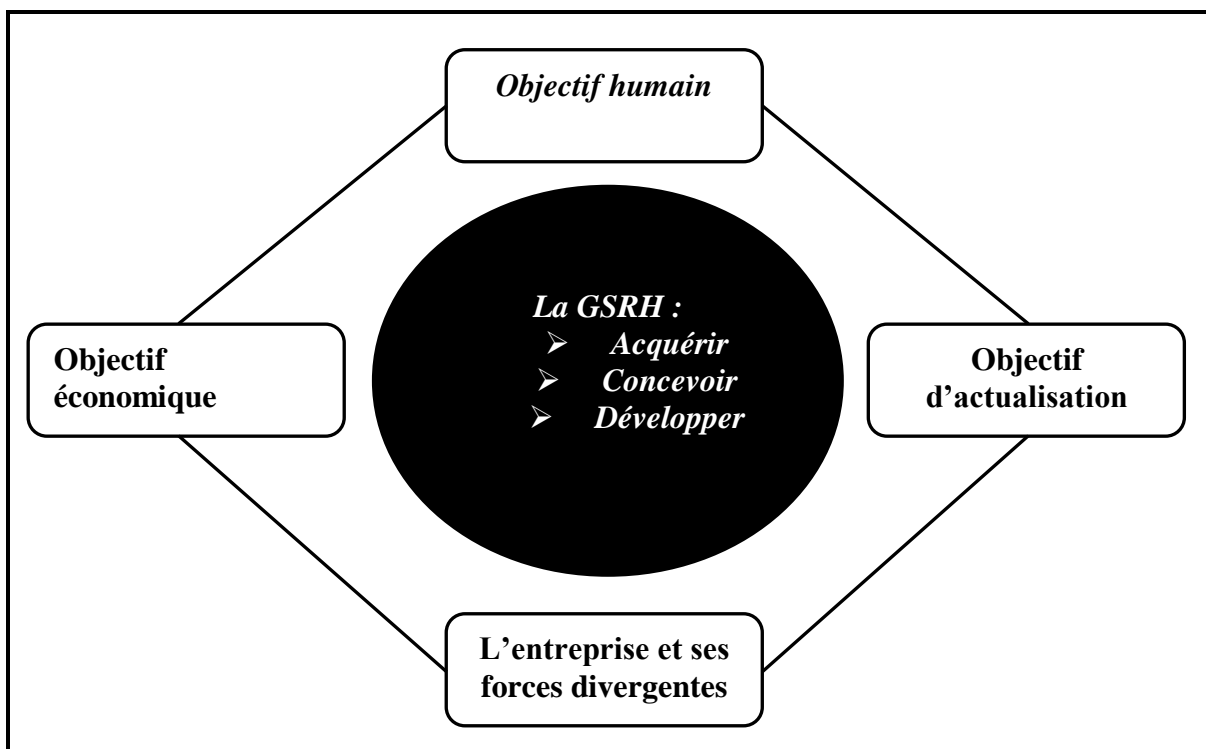 Objectif humain
La GSRH :
➢ Acquérir
➢ Concevoir
➢ Développer
Objectif
économique
Objectif
d’actualisation
L’entreprise et ses
forces divergentes